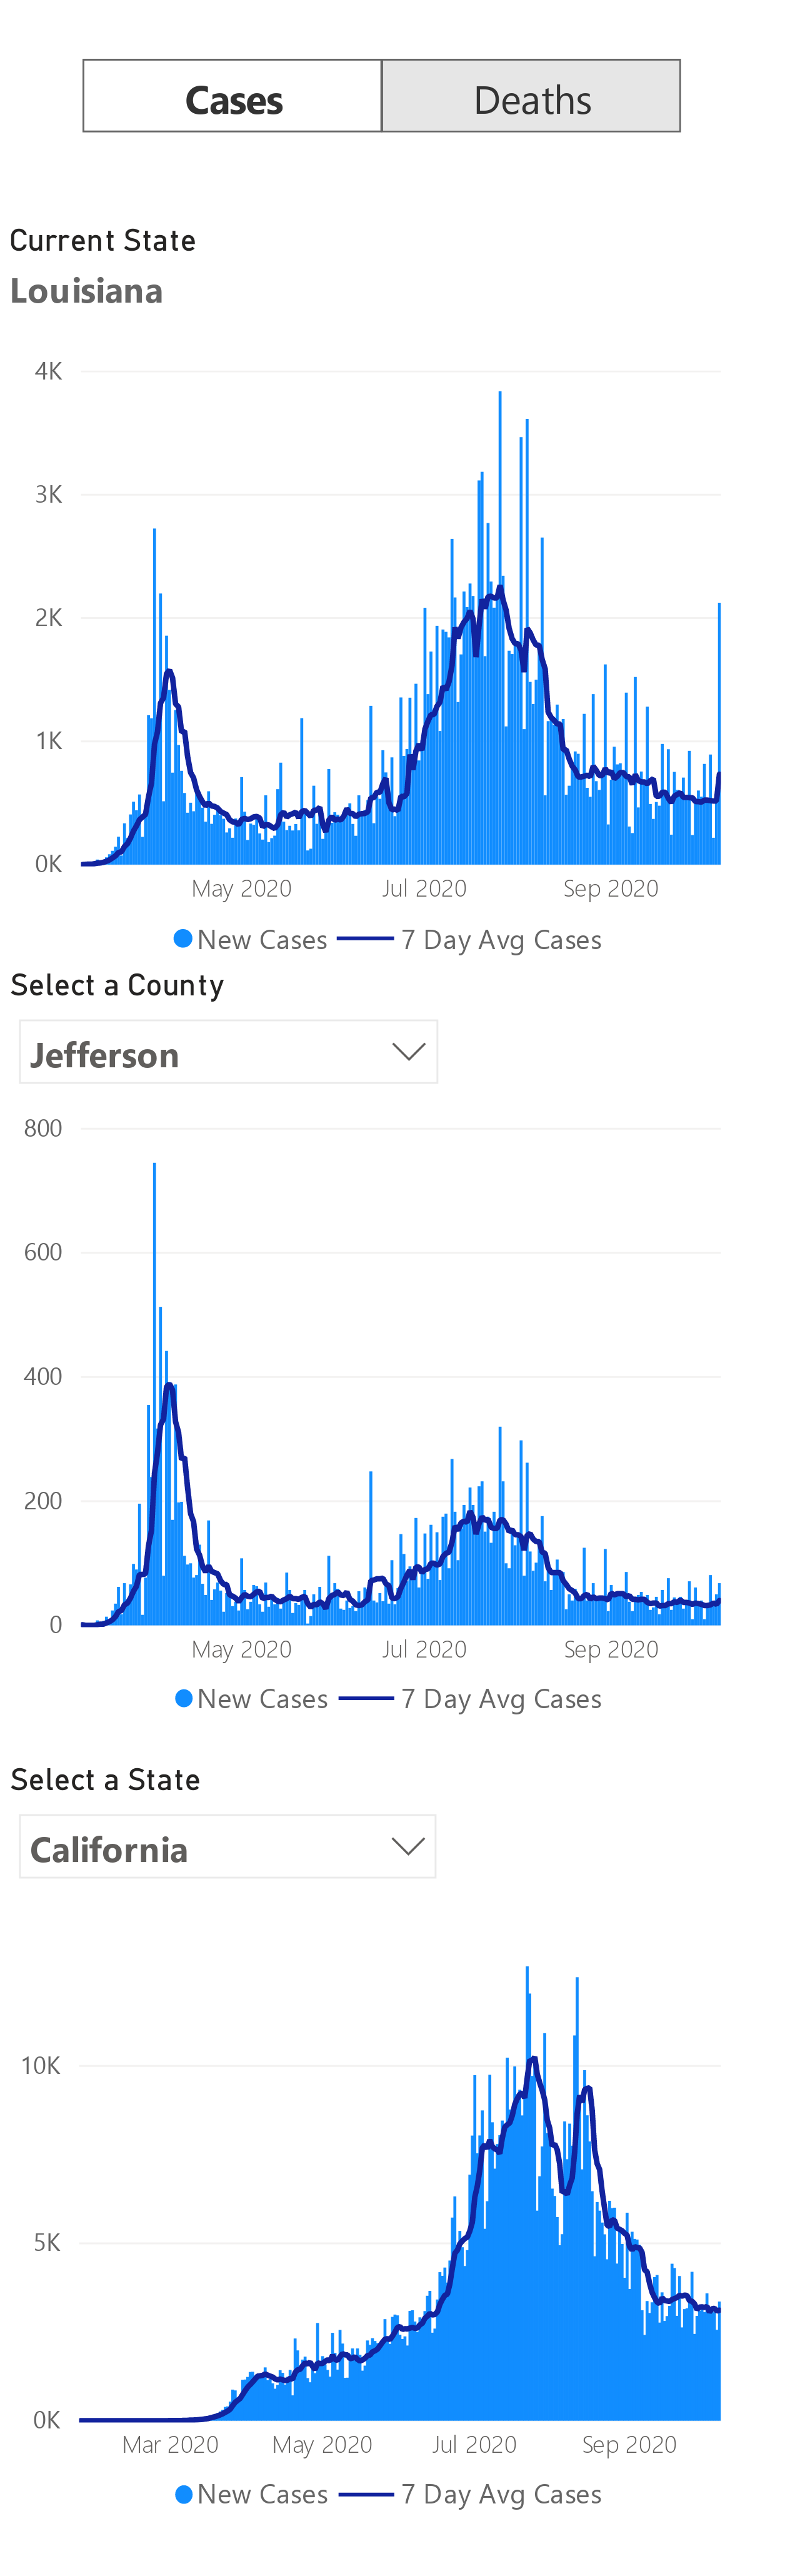 Cases Deaths
Current State
Louisiana
4K
3K
2K
1K
0K
May 2020 Jul 2020 Sep 2020
New Cases 7 Day Avg Cases
Select a County
Jefferson
800
600
400
200
0
May 2020 Jul 2020 Sep 2020
New Cases 7 Day Avg Cases
Select a State
California
10K
5K
0K
Mar 2020 May 2020 Jul 2020 Sep 2020
New Cases 7 Day Avg Cases